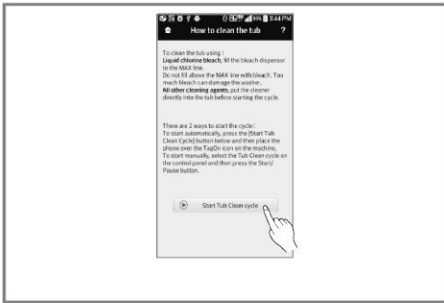 3:44 PM
How to clean the tub ?
To clean the tub using :
Liquid chlorine bleach, fill the bleach dispenser
to the MAX line.
Do not fill above the MAX line with bleach. Too
much bleach can damage the washer.
All other cleaning agents, put the cleaner
directly into the tub before starting the cycle.
There are 2 ways to start the cycle:
To start automatically, press the [Start Tub
Clean Cycle] button below and then place the
phone over the TagOn icon on the machine.
To start manually, select the Tub Clean cycle on
the control panel and then press the Start/
Pause button.
Start Tub Clean cycle